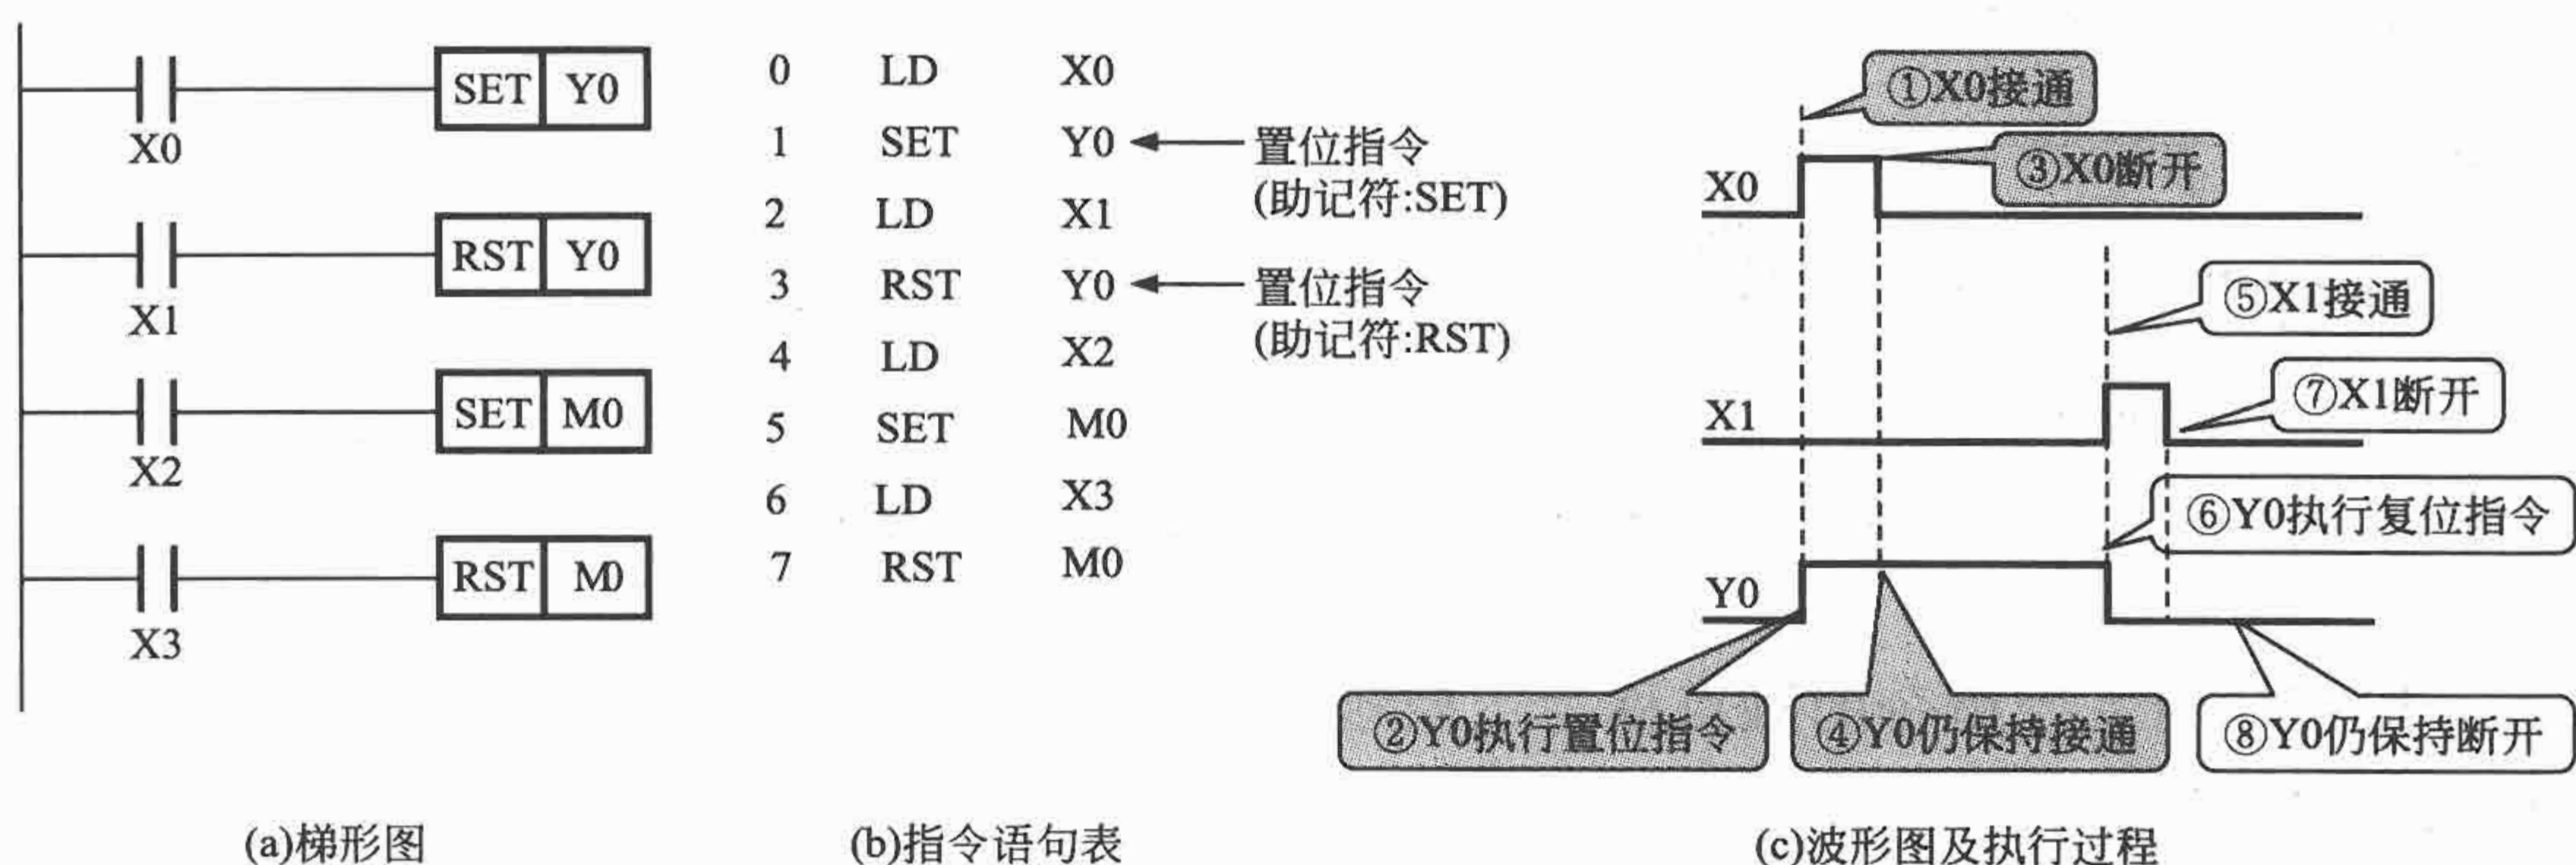 SET Y0
X0
RST Y0
X1
SET M0
X2
RST M0
X3
(a)梯形图
0 LD X0
1 SET Y0 置位指令
(助记符:SET)
2 LD X1
3 RST Y0 置位指令
(助记符:RST)
4 LD X2
5 SET M0
6 LD X3
7 RST M0
(b)指令语句表
①X0接通
③X0断开
X0
⑤X1接通
⑦X1断开
X1
⑥Y0执行复位指令
Y0
②Y0执行置位指令
④Y0仍保持接通
⑧Y0仍保持断开
(c)波形图及执行过程